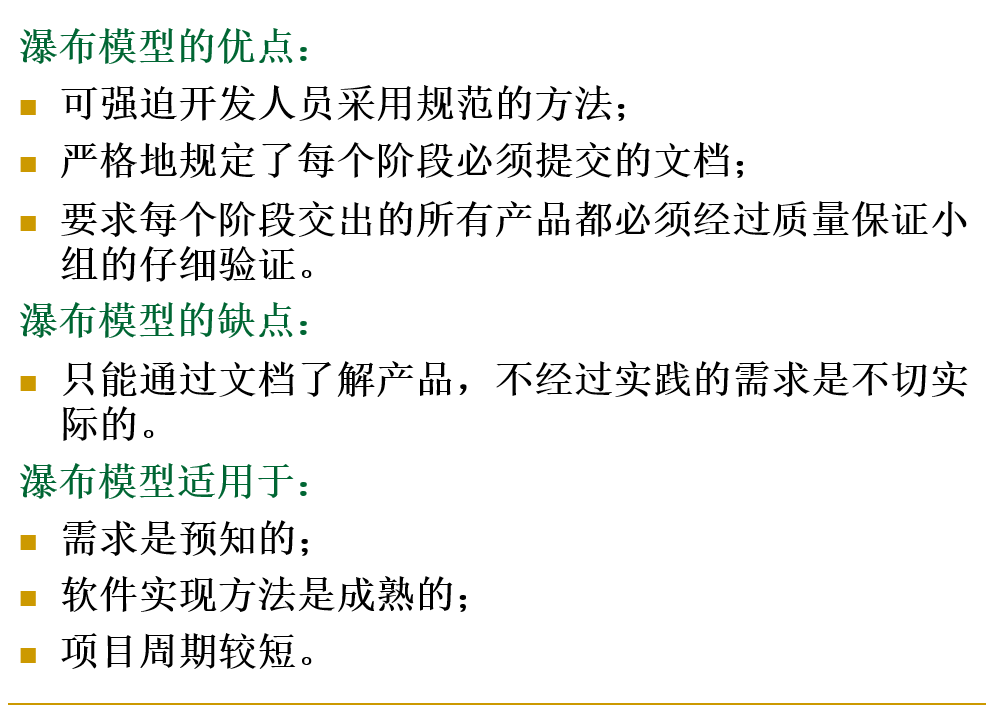 瀑布模型的优点：
■ 可强迫开发人员采用规范的方法；
■ 严格地规定了每个阶段必须提交的文档；
■ 要求每个阶段交出的所有产品都必须经过质量保证小
组的仔细验证。
瀑布模型的缺点：
■ 只能通过文档了解产品，不经过实践的需求是不切实
际的。
瀑布模型适用于：
■ 需求是预知的；
■ 软件实现方法是成熟的；
■ 项目周期较短。